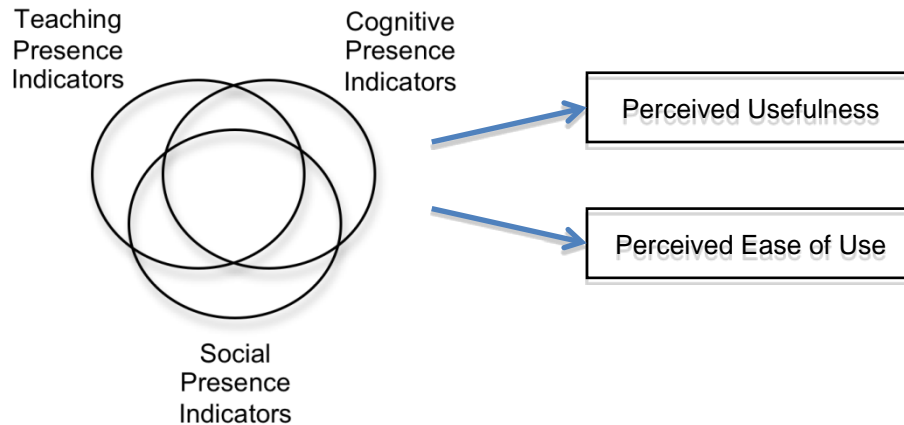 Teaching
Presence
Indicators
Cognitive
Presence
Indicators
Perceived Usefulness
Perceived Ease of Use
Social
Presence
Indicators